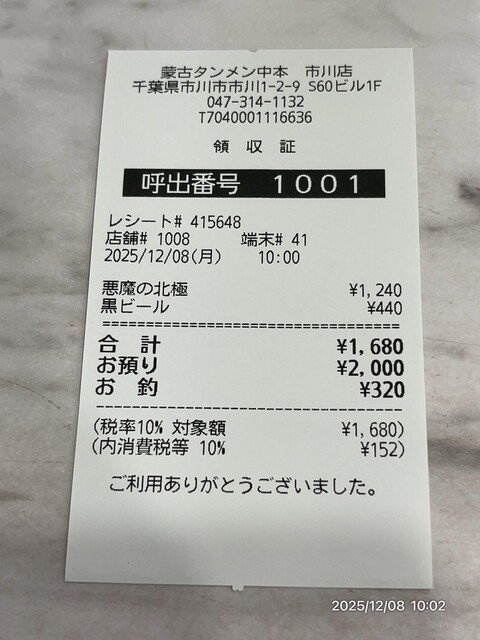 蒙古タンメン中本　市川店
千葉県市川市市川1-2-9 S60ビル1F
047-314-1132
T7040001116636
領 収 証
呼出番号　1001
レシート# 415648
店舗# 1008　端末# 41
2025/12/08(月)　10:00
悪魔の北極　¥1,240
黒ビール　¥440
合 計　¥1,680
お預り　¥2,000
お 釣　¥320
(税率10% 対象額　¥1,680)
(内消費税等 10%　¥152)
ご利用ありがとうございました。
2025/12/08 10:02